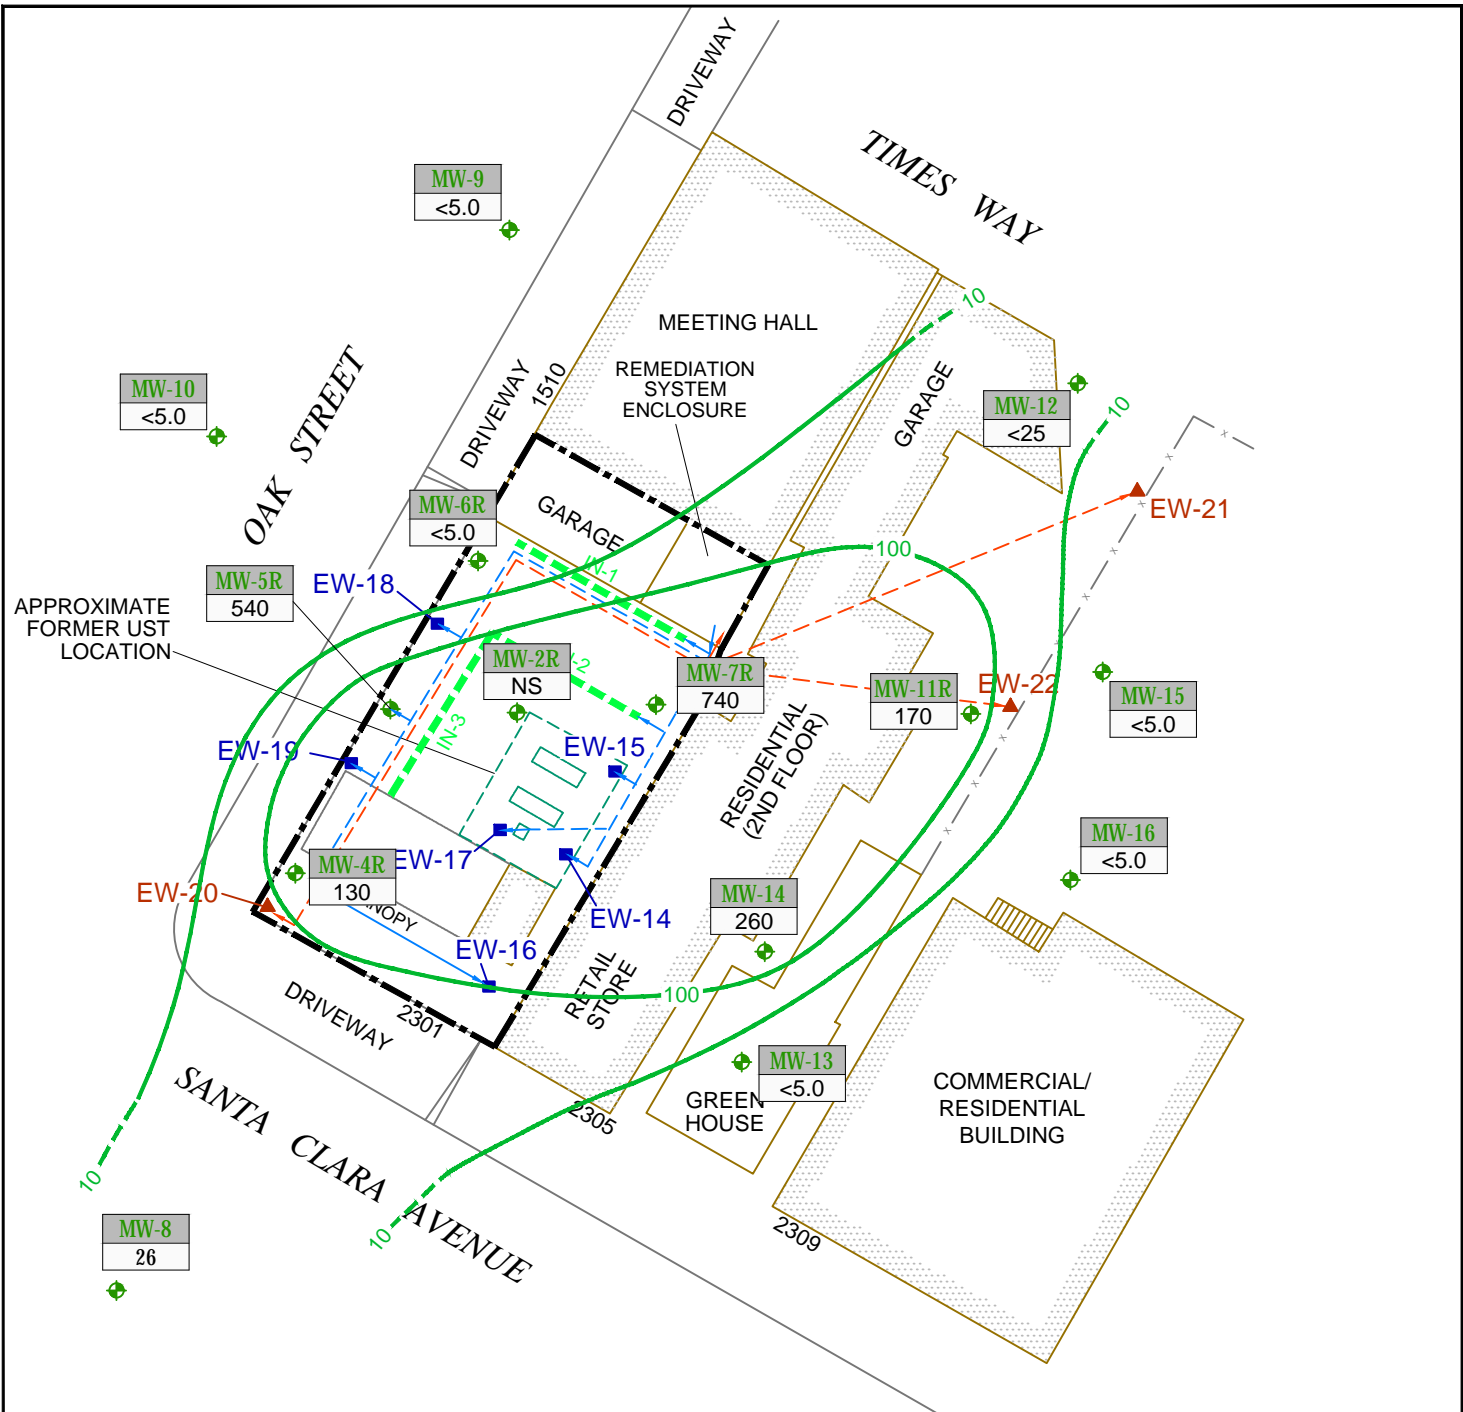 DRIVEWAY
TIMES WAY
MW-9
<5.0
10
MEETING HALL
REMEDIATION
SYSTEM
ENCLOSURE
OAK STREET
DRIVEWAY
1510
GARAGE
MW-10
<5.0
MW-12
<25
10
MW-6R
<5.0
GARAGE
EW-21
IN-1
100
MW-5R
540
EW-18
APPROXIMATE
FORMER UST
LOCATION
MW-2R
NS
-2
MW-7R
740
MW-11R
170
EW-22
MW-15
<5.0
IN-3
EW-19
EW-15
RESIDENTIAL
(2ND FLOOR)
MW-16
<5.0
MW-4R
130
EW-17
EW-20
NOPY
EW-14
MW-14
260
EW-16
RETAIL
STORE
100
DRIVEWAY
2301
MW-13
<5.0
GREEN
HOUSE
COMMERCIAL/
RESIDENTIAL
BUILDING
2305
SANTA CLARA AVENUE
10
10
2309
MW-8
26